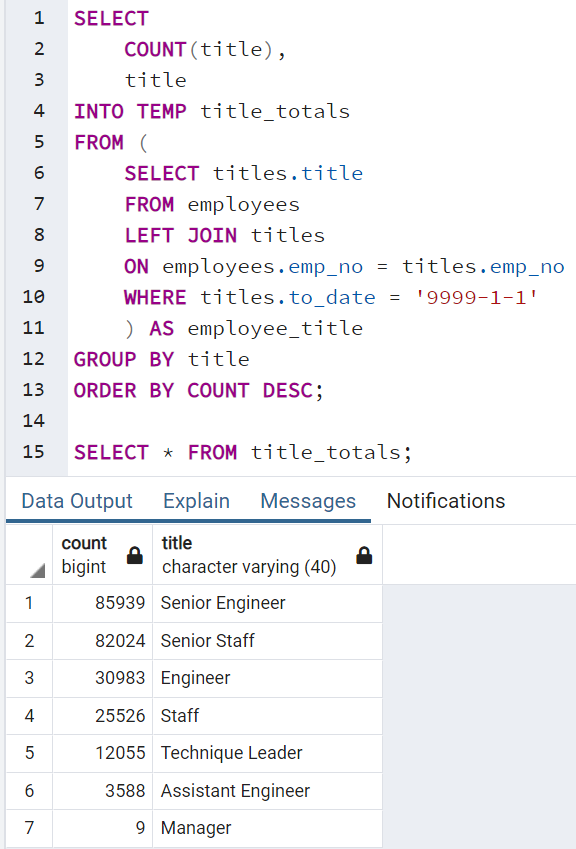 1 SELECT
2 COUNT(title),
3 title
4 INTO TEMP title_totals
5 FROM (
6 SELECT titles.title
7 FROM employees
8 LEFT JOIN titles
9 ON employees.emp_no = titles.emp_no
10 WHERE titles.to_date = '9999-1-1'
11 ) AS employee_title
12 GROUP BY title
13 ORDER BY COUNT DESC;
14
15 SELECT * FROM title_totals;
Data Output Explain Messages Notifications
count title
bigint character varying (40)
1 85939 Senior Engineer
2 82024 Senior Staff
3 30983 Engineer
4 25526 Staff
5 12055 Technique Leader
6 3588 Assistant Engineer
7 9 Manager